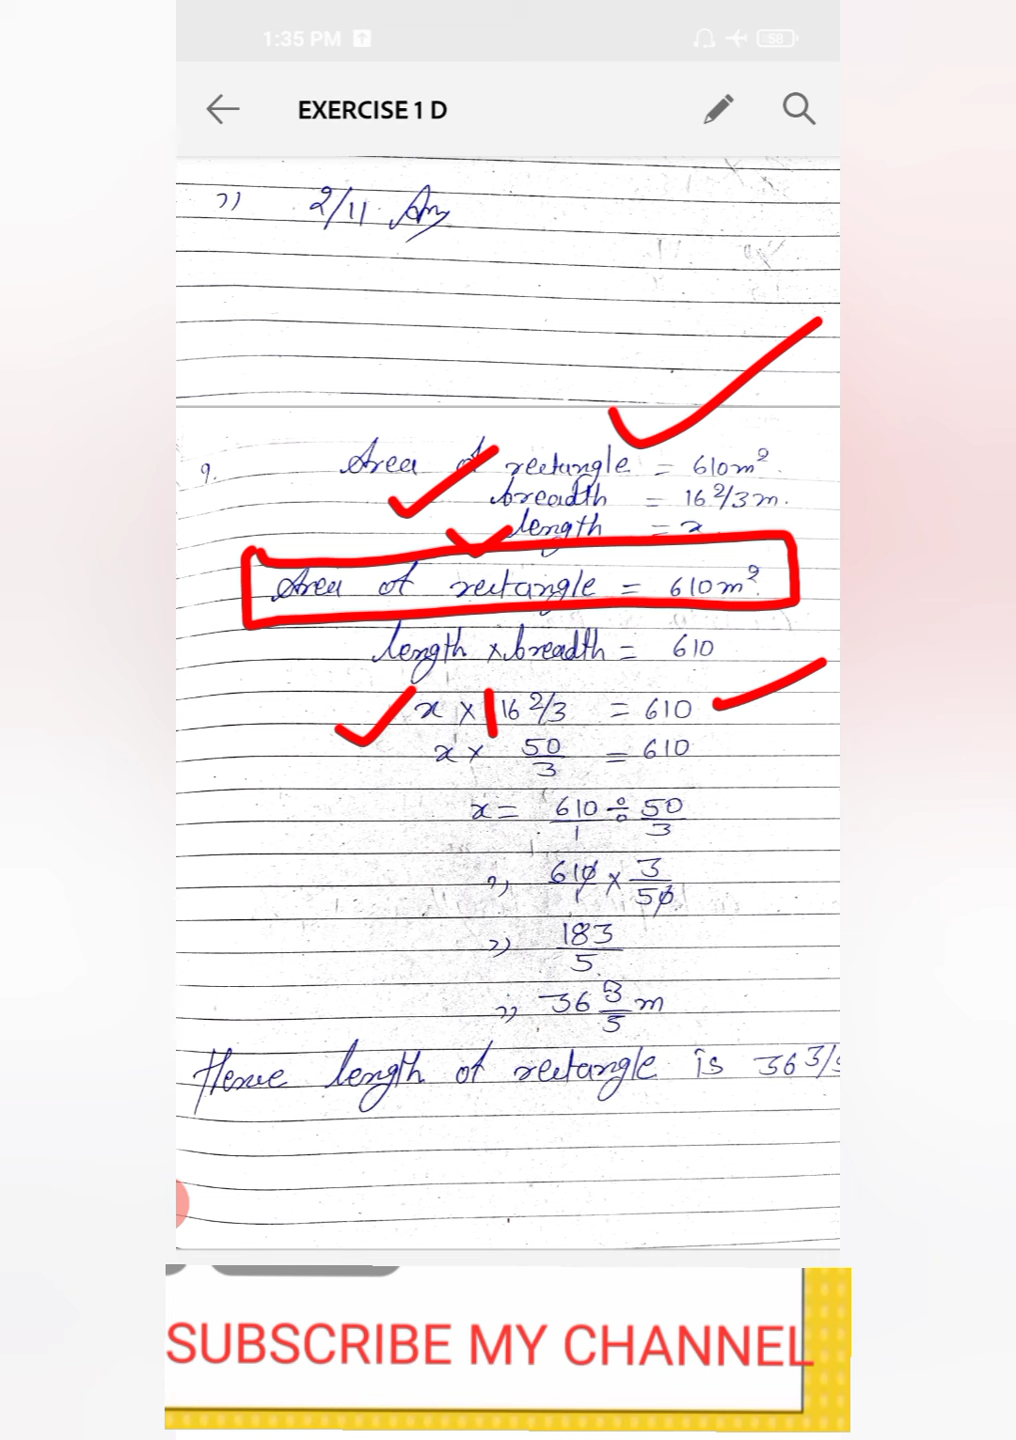 1:35 PM 58
EXERCISE 1 D
2/11 Ans
9. Area of rectangle = 610m²
breadth = 16 2/3 m.
length = x
Area of rectangle = 610m²
length × breadth = 610
x × 16 2/3 = 610
x × 50/3 = 610
x = 610/1 ÷ 50/3
610/1 × 3/50
183/5
36 3/5 m
Hence length of rectangle is 36 3/5
SUBSCRIBE MY CHANNEL